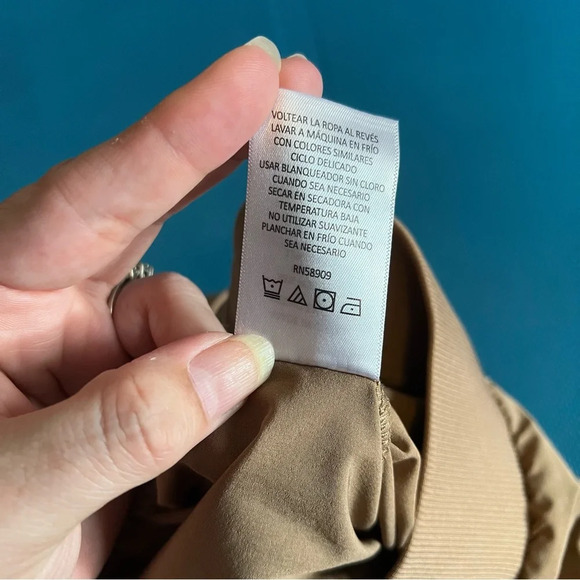 VOLTEAR LA ROPA AL REVÉS
LAVAR A MÁQUINA EN FRÍO
CON COLORES SIMILARES
CICLO DELICADO
USAR BLANQUEADOR SIN CLORO
CUANDO SEA NECESARIO
SECAR EN SECADORA CON
TEMPERATURA BAJA
NO UTILIZAR SUAVIZANTE
PLANCHAR EN FRÍO CUANDO
SEA NECESARIO
RN58909